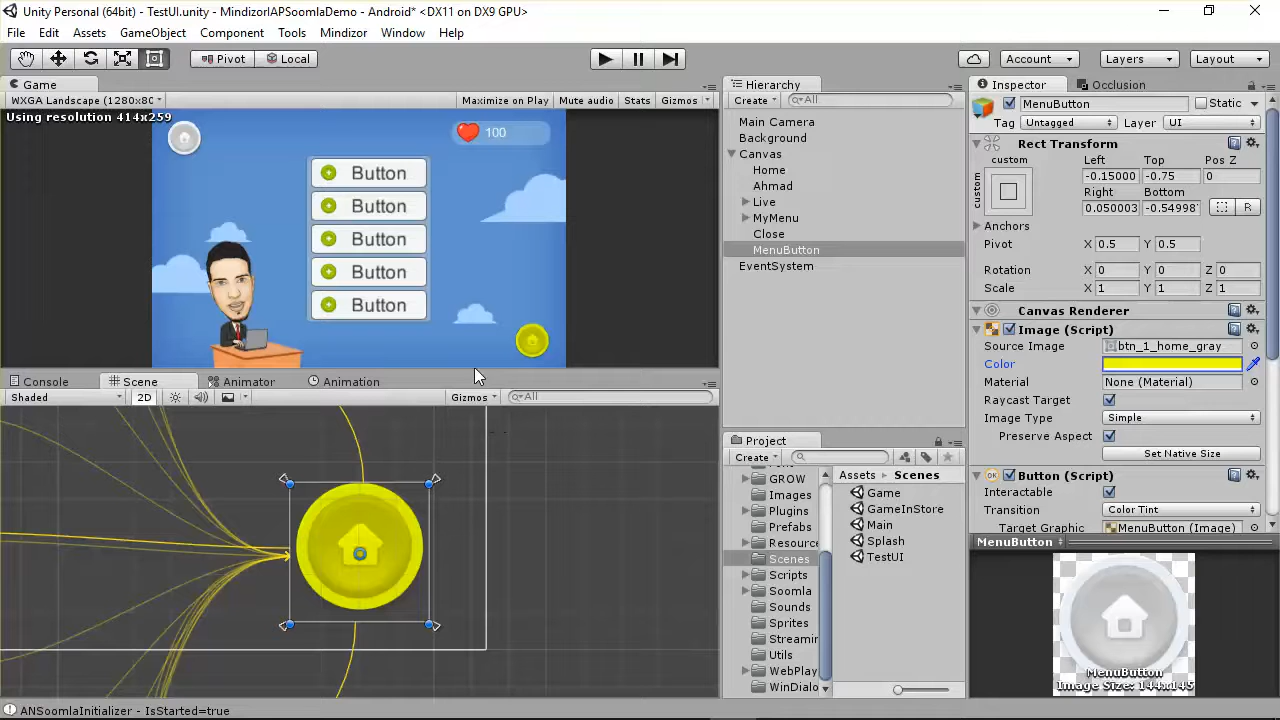 Unity Personal (64bit) - TestUI.unity - MindizorIAPSoomlaDemo - Android* <DX11 on DX9 GPU>
File Edit Assets GameObject Component Tools Mindizor Window Help
Pivot Local Account Layers Layout
Game
WXGA Landscape (1280x80 Maximize on Play Mute audio Stats Gizmos
Using resolution 414x259
100
Button
Button
Button
Button
Button
Console Scene Animator Animation
Shaded 2D Gizmos All
Hierarchy
Create All
Main Camera
Background
Canvas
Home
Ahmad
Live
MyMenu
Close
MenuButton
EventSystem
Project
Create
GROW
Images
Plugins
Prefabs
Resourc
Scenes
Scripts
Soomla
Sounds
Sprites
Streamin
Utils
WebPlay
WinDialo
Assets Scenes
Game
GameInStore
Main
Splash
TestUI
Inspector Occlusion
MenuButton Static
Tag Untagged Layer UI
Rect Transform
custom Left Top Pos Z
custom -0.15000 -0.75 0
Right Bottom
0.050003 -0.54998 R
Anchors
Pivot X 0.5 Y 0.5
Rotation X 0 Y 0 Z 0
Scale X 1 Y 1 Z 1
Canvas Renderer
Image (Script)
Source Image btn_1_home_gray
Color
Material None (Material)
Raycast Target
Image Type Simple
Preserve Aspect
Set Native Size
OK Button (Script)
Interactable
Transition Color Tint
Target Graphic MenuButton (Image)
MenuButton
MenuButton
Image Size: 144x145
ANSoomlaInitializer - IsStarted=true